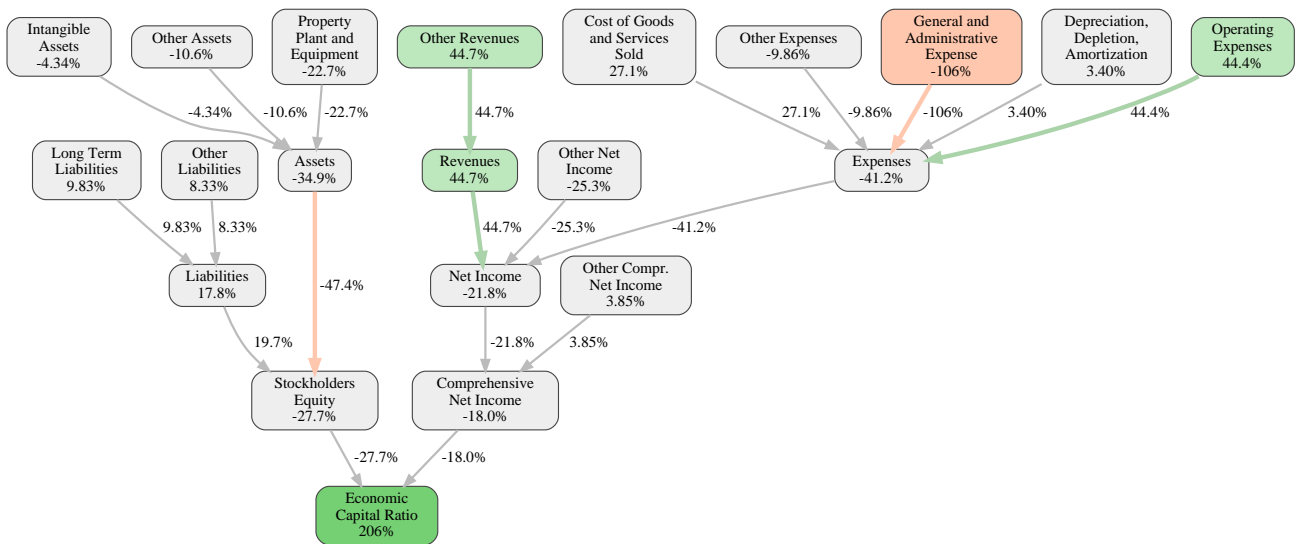 Intangible
Assets
-4.34%
Other Assets
-10.6%
Property
Plant and
Equipment
-22.7%
Other Revenues
44.7%
Cost of Goods
and Services
Sold
27.1%
Other Expenses
-9.86%
General and
Administrative
Expense
-106%
Depreciation,
Depletion,
Amortization
3.40%
Operating
Expenses
44.4%
-4.34%
-10.6%
-22.7%
44.7%
27.1%
-9.86%
-106%
3.40%
44.4%
Long Term
Liabilities
9.83%
Other
Liabilities
8.33%
Assets
-34.9%
Revenues
44.7%
Other Net
Income
-25.3%
Expenses
-41.2%
9.83%
8.33%
-47.4%
44.7%
-25.3%
-41.2%
Liabilities
17.8%
Net Income
-21.8%
Other Compr.
Net Income
3.85%
19.7%
-21.8%
3.85%
Stockholders
Equity
-27.7%
Comprehensive
Net Income
-18.0%
-27.7%
-18.0%
Economic
Capital Ratio
206%